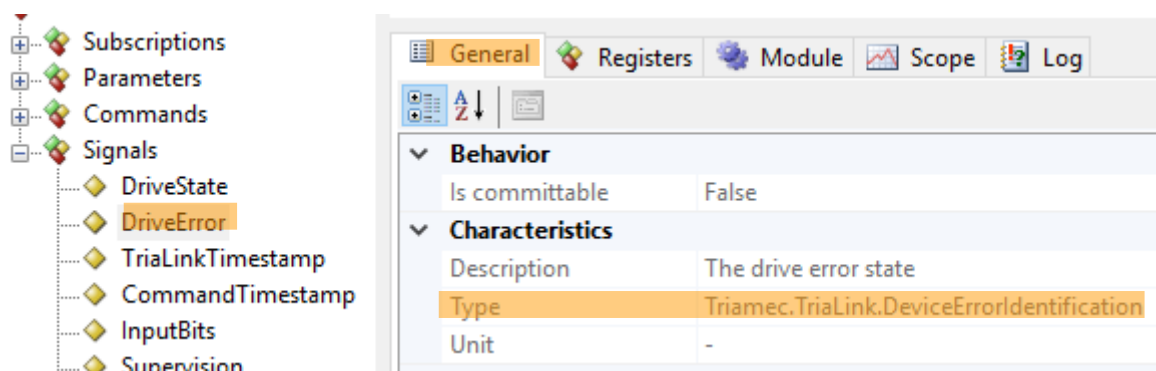 Subscriptions
Parameters
Commands
Signals
DriveState
DriveError
TriaLinkTimestamp
CommandTimestamp
InputBits
Supervision
General Registers Module Scope Log
Behavior
Is committable False
Characteristics
Description The drive error state
Type Triamec.TriaLink.DeviceErrorIdentification
Unit -